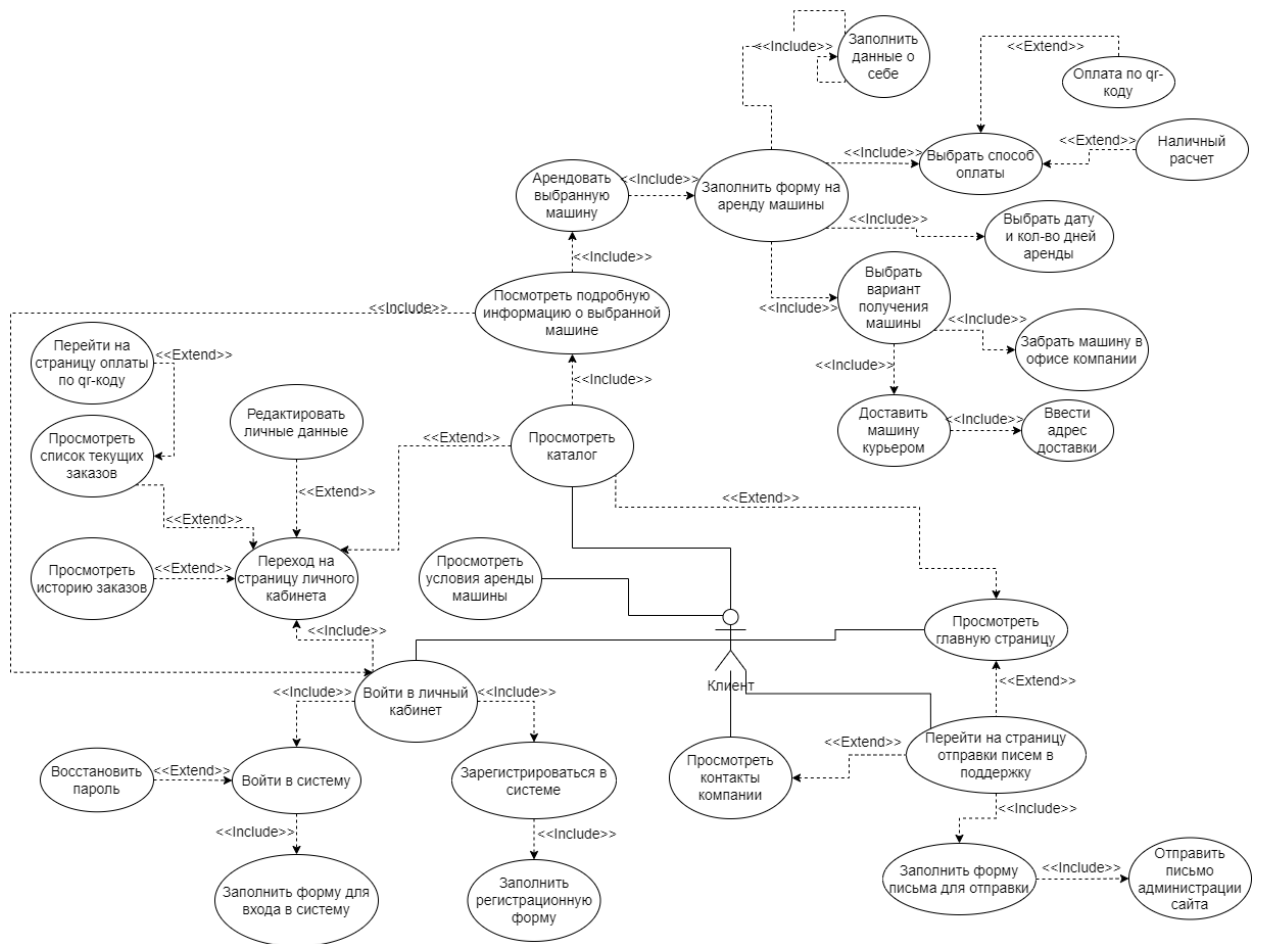 <<Include>>
Заполнить
данные о
себе
<<Extend>>
Оплата по qr-
коду
<<Include>>
Выбрать способ
оплаты
<<Extend>>
Наличный
расчет
Арендовать
выбранную
машину
<<Include>>
Заполнить форму на
аренду машины
<<Include>>
Выбрать дату
и кол-во дней
аренды
<<Include>>
Посмотреть подробную
информацию о выбранной
машине
<<Include>>
<<Include>>
Выбрать
вариант
получения
машины
<<Include>>
Забрать машину в
офисе компании
Перейти на
страницу оплаты
по qr-коду
<<Extend>>
<<Include>>
<<Include>>
Редактировать
личные данные
Доставить
машину
курьером
<<Include>>
Ввести
адрес
доставки
Просмотреть
список текущих
заказов
<<Extend>>
Просмотреть
каталог
<<Extend>>
<<Extend>>
<<Extend>>
Просмотреть
историю заказов
<<Extend>>
Переход на
страницу личного
кабинета
Просмотреть
условия аренды
машины
<<Include>>
Клиент
Просмотреть
главную страницу
<<Extend>>
<<Include>>
Войти в личный
кабинет
<<Include>>
Перейти на страницу
отправки писем в
поддержку
<<Extend>>
Просмотреть
контакты
компании
Восстановить
пароль
<<Extend>>
Войти в систему
Зарегистрироваться в
системе
<<Include>>
<<Include>>
<<Include>>
Заполнить форму для
входа в систему
Заполнить
регистрационную
форму
Заполнить форму
письма для отправки
<<Include>>
Отправить
письмо
администрации
сайта